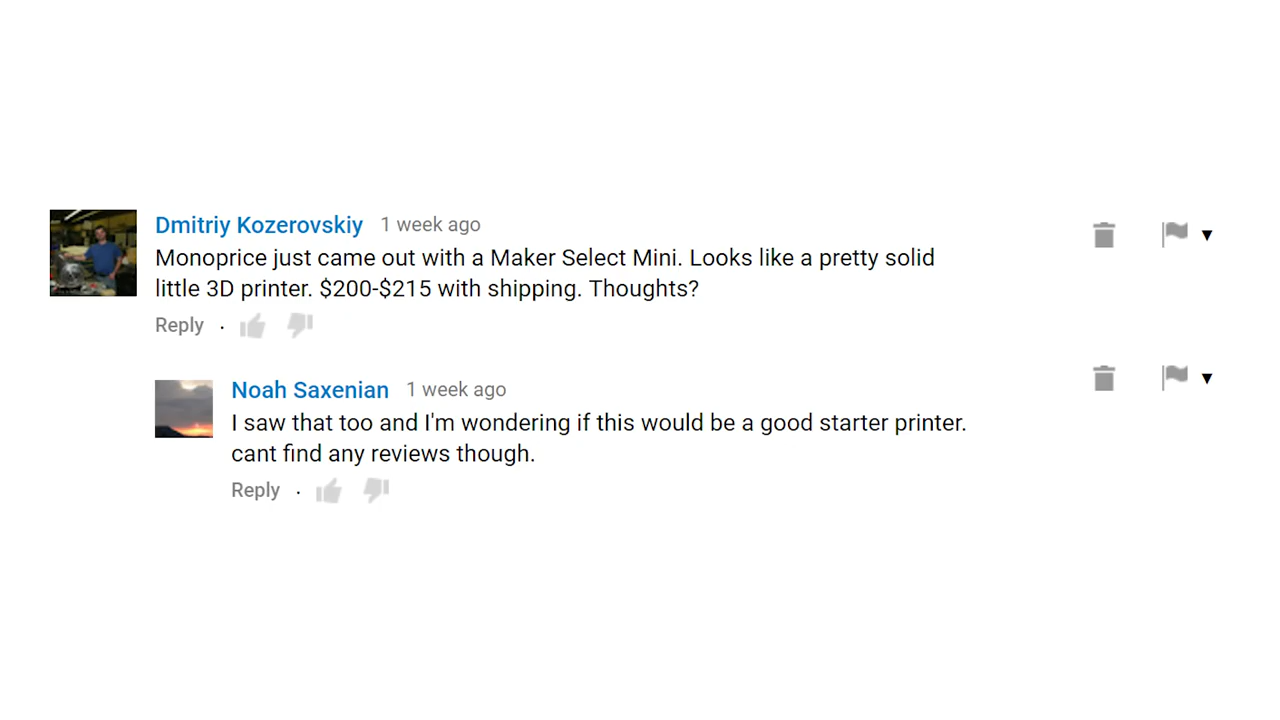 Dmitriy Kozerovskiy 1 week ago
Monoprice just came out with a Maker Select Mini. Looks like a pretty solid
little 3D printer. $200-$215 with shipping. Thoughts?
Reply ·
Noah Saxenian 1 week ago
I saw that too and I'm wondering if this would be a good starter printer.
cant find any reviews though.
Reply ·